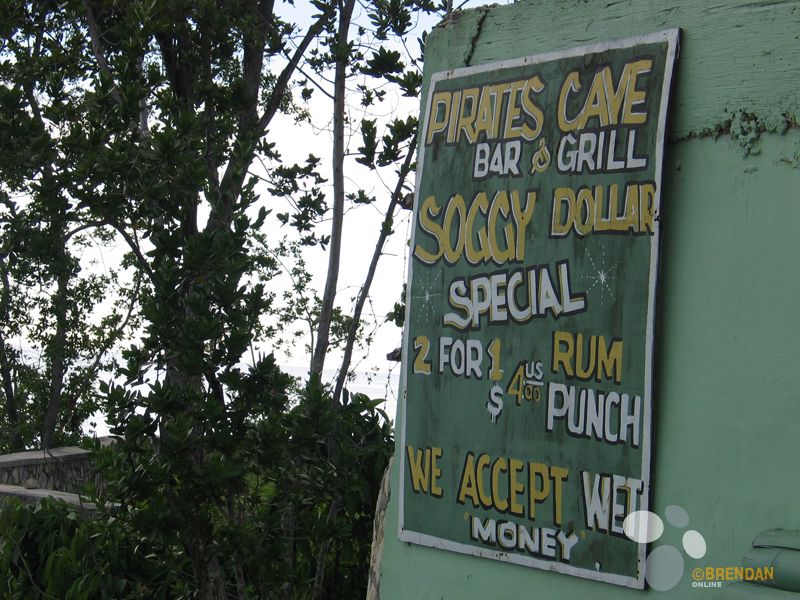 PIRATES CAVE
BAR & GRILL
SOGGY DOLLAR
SPECIAL
2 FOR 1 RUM
$4.00 US PUNCH
WE ACCEPT WET
"MONEY"
©BRENDAN
ONLINE